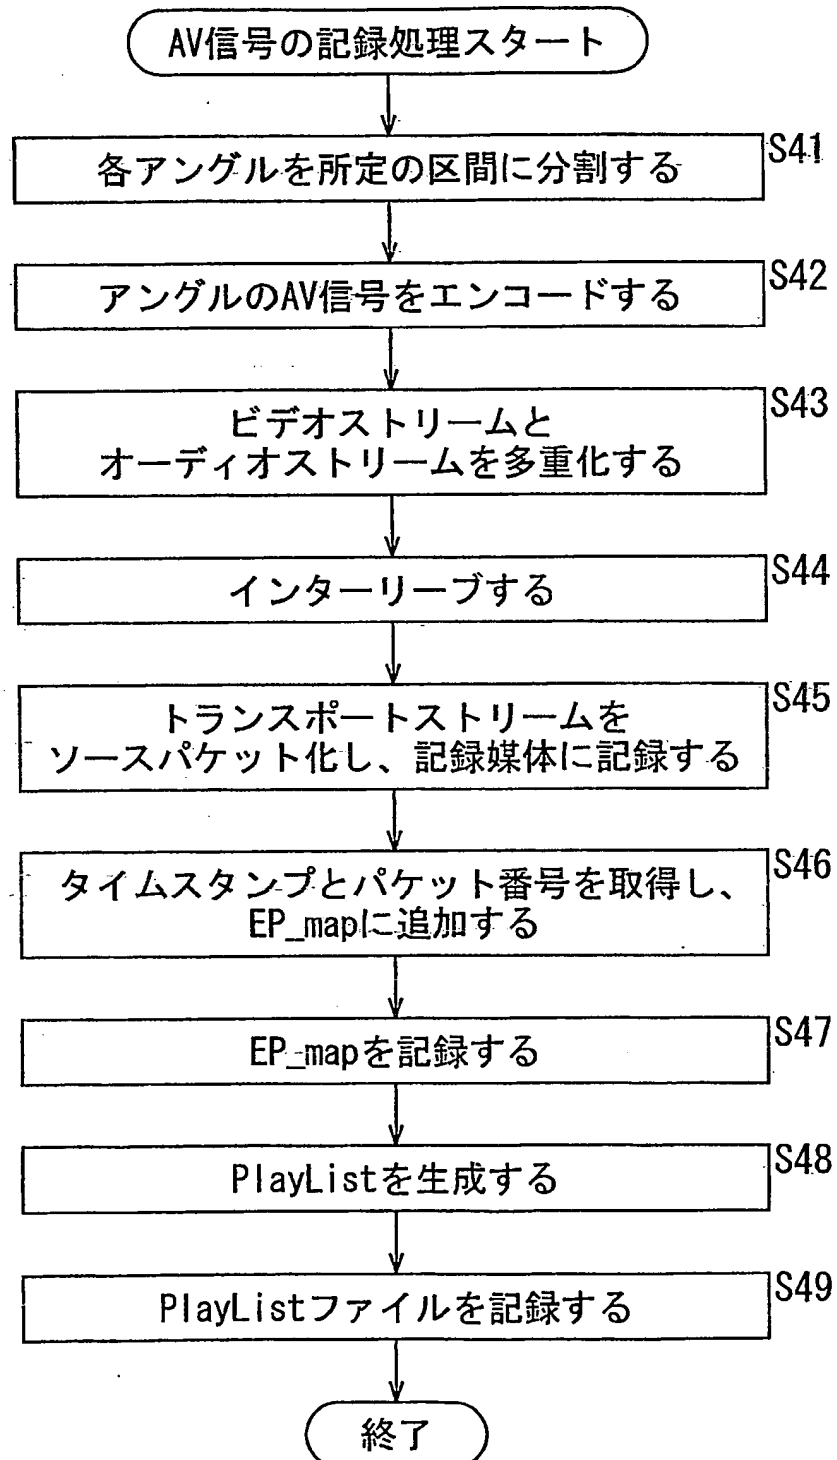 AV信号の記録処理スタート
S41
各アングルを所定の区間に分割する
S42
アングルのAV信号をエンコードする
S43
ビデオストリームと
オーディオストリームを多重化する
S44
インターリーブする
S45
トランスポートストリームを
ソースパケット化し、記録媒体に記録する
S46
タイムスタンプとパケット番号を取得し、
EP_mapに追加する
S47
EP_mapを記録する
S48
PlayListを生成する
S49
PlayListファイルを記録する
終了